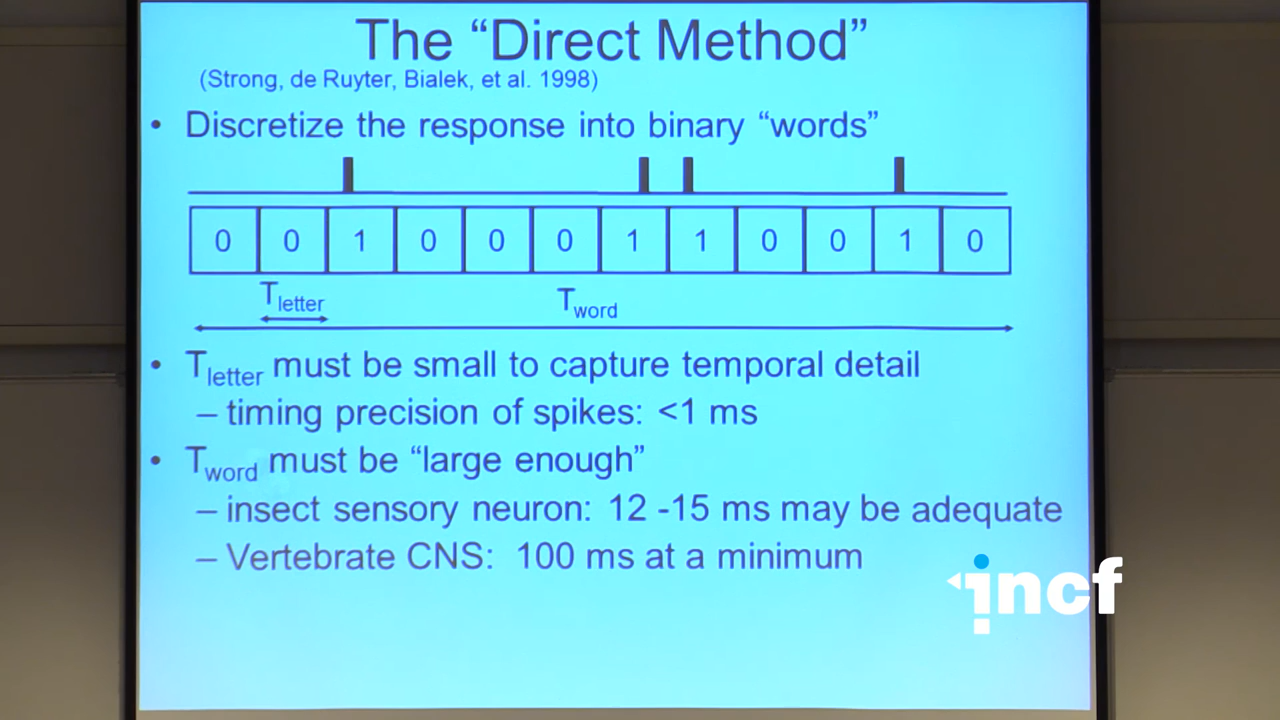 The “Direct Method”
(Strong, de Ruyter, Bialek, et al. 1998)
• Discretize the response into binary “words”
0 0 1 0 0 0 1 1 0 0 1 0
Tletter
Tword
• Tletter must be small to capture temporal detail
– timing precision of spikes: <1 ms
• Tword must be “large enough”
– insect sensory neuron: 12 -15 ms may be adequate
– Vertebrate CNS: 100 ms at a minimum
incf